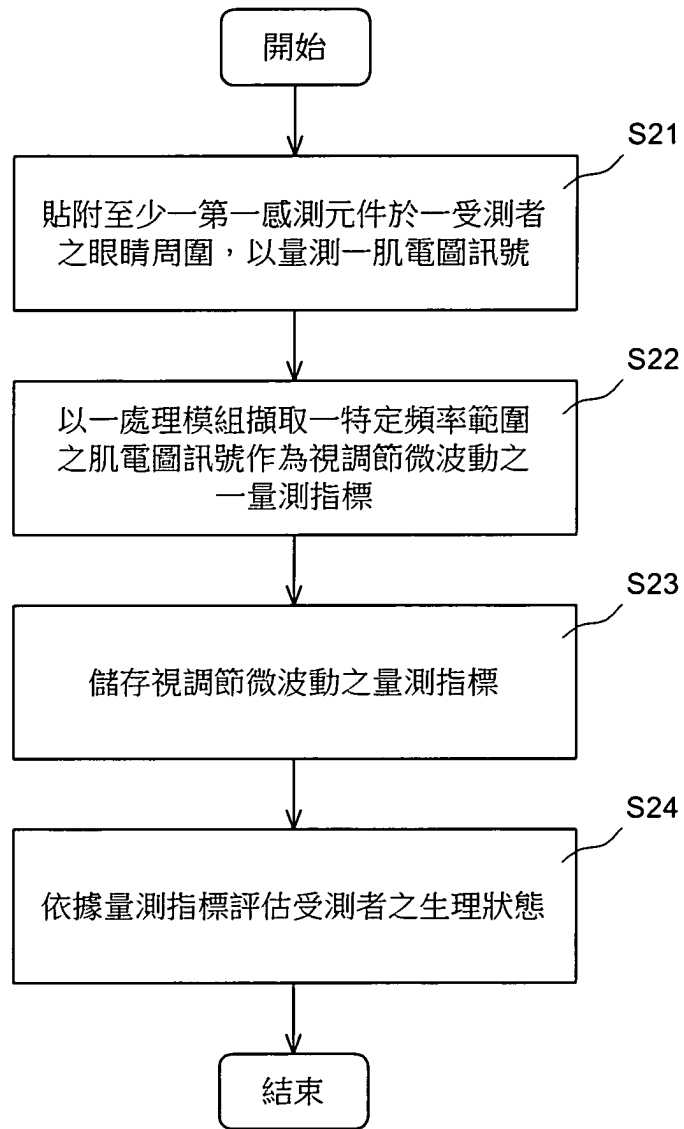 開始
S21
貼附至少一第一感測元件於一受測者
之眼睛周圍，以量測一肌電圖訊號
S22
以一處理模組擷取一特定頻率範圍
之肌電圖訊號作為視調節微波動之
一量測指標
S23
儲存視調節微波動之量測指標
S24
依據量測指標評估受測者之生理狀態
結束